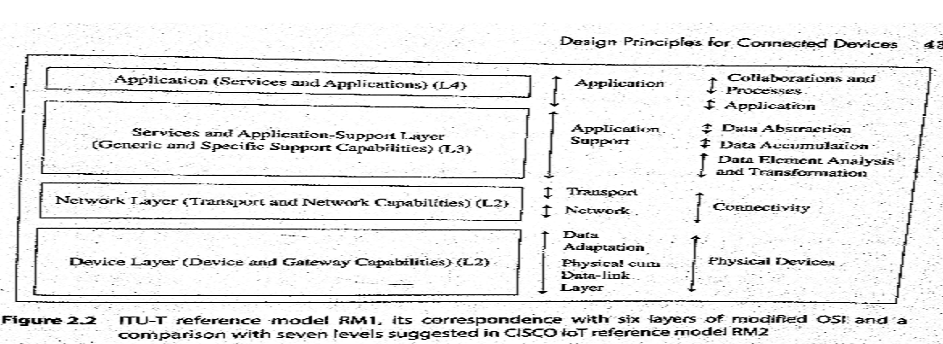 Design Principles for Connected Devices 43
Application (Services and Applications) (L4)
Services and Application-Support Layer
(Generic and Specific Support Capabilities) (L3)
Network Layer (Transport and Network Capabilities) (L2)
Device Layer (Device and Gateway Capabilities) (L2)
Application
Application
Support
Transport
Network
Data
Adaptation
Physical cum
Data-link
Layer
Collaborations and
Processes
Application
Data Abstraction
Data Accumulation
Data Element Analysis
and Transformation
Connectivity
Physical Devices
Figure 2.2 ITU-T reference model RM1, its correspondence with six layers of modified OSI and a
comparison with seven levels suggested in CISCO IoT reference model RM2